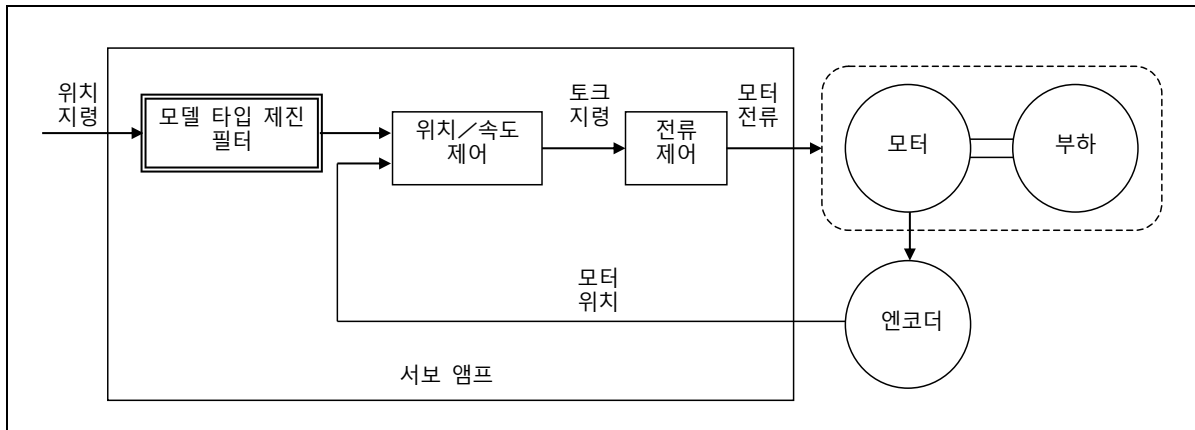 위치
지령
모델 타입 제진
필터
위치／속도
제어
토크
지령
전류
제어
모터
전류
모터
부하
모터
위치
엔코더
서보 앰프